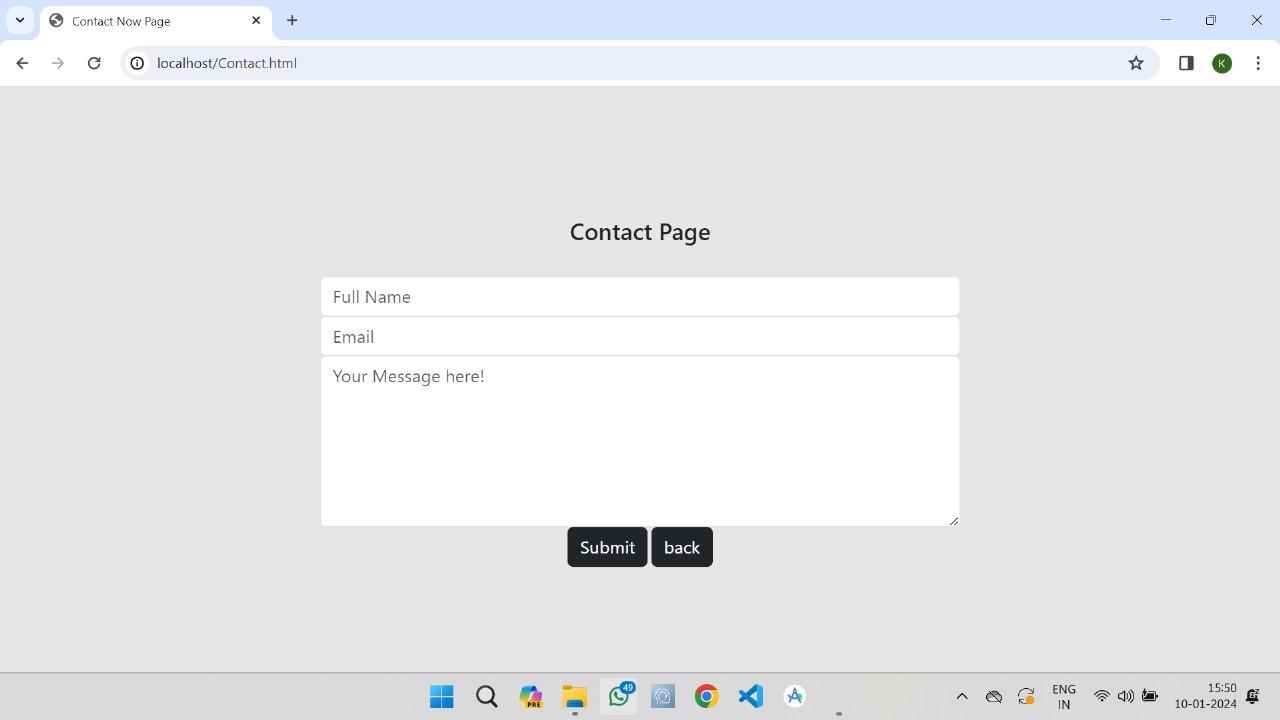 Contact Now Page
localhost/Contact.html
K
Contact Page
Full Name
Email
Your Message here!
Submit back
PRE
49
ENG
IN
15:50
10-01-2024